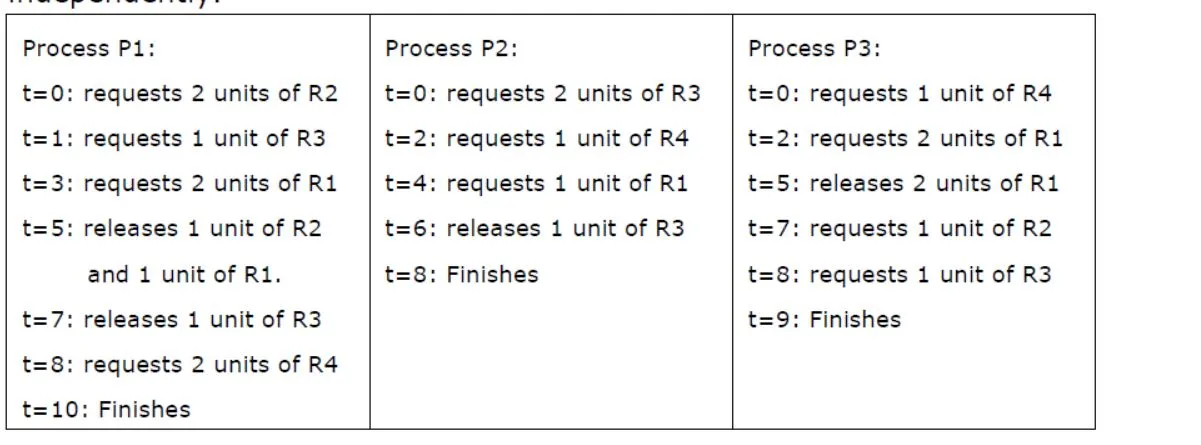 Process P1:
t=0: requests 2 units of R2
t=1: requests 1 unit of R3
t=3: requests 2 units of R1
t=5: releases 1 unit of R2
and 1 unit of R1.
t=7: releases 1 unit of R3
t=8: requests 2 units of R4
t=10: Finishes
Process P2:
t=0: requests 2 units of R3
t=2: requests 1 unit of R4
t=4: requests 1 unit of R1
t=6: releases 1 unit of R3
t=8: Finishes
Process P3:
t=0: requests 1 unit of R4
t=2: requests 2 units of R1
t=5: releases 2 units of R1
t=7: requests 1 unit of R2
t=8: requests 1 unit of R3
t=9: Finishes